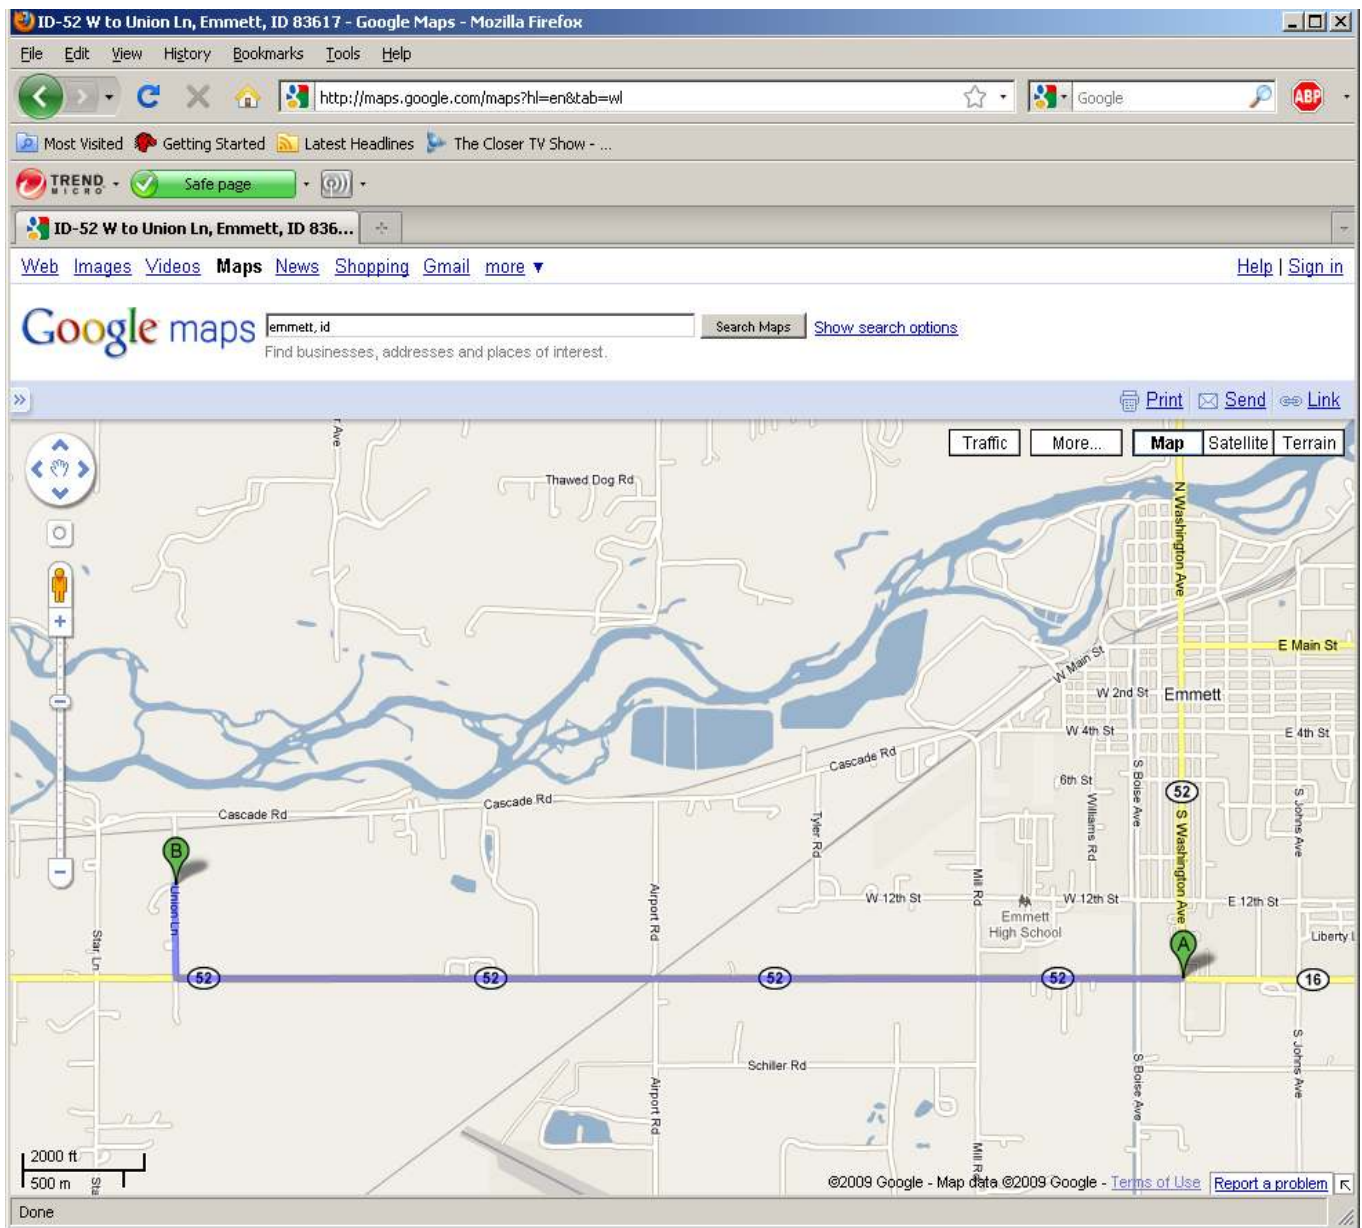 ID-52 W to Union Ln, Emmett, ID 83617 - Google Maps - Mozilla Firefox
File Edit View History Bookmarks Tools Help
http://maps.google.com/maps?hl=en&tab=wl Google ABP
Most Visited Getting Started Latest Headlines The Closer TV Show - ...
TREND MICRO Safe page
ID-52 W to Union Ln, Emmett, ID 836...
Web Images Videos Maps News Shopping Gmail more ▼ Help | Sign in
Google maps emmett, id Search Maps Show search options
Find businesses, addresses and places of interest.
Print Send Link
Traffic More... Map Satellite Terrain
r Ave
Thawed Dog Rd
N Washington Ave
E Main St
W Main St
W 2nd St Emmett
W 4th St E 4th St
Cascade Rd
6th St
S Boise Ave
52
Williams Rd
S Washington Ave
S Johns Ave
Cascade Rd
Cascade Rd
Tyler Rd
B
Union Ln
Airport Rd
W 12th St
Mill Rd
W 12th St
E 12th St
Emmett
High School
Star Ln
A
Liberty L
52 52 52 52 16
Schiller Rd
S Johns Ave
S Boise Ave
Airport Rd
Mill Rd
2000 ft
500 m
Sta
©2009 Google - Map data ©2009 Google - Terms of Use Report a problem
Done